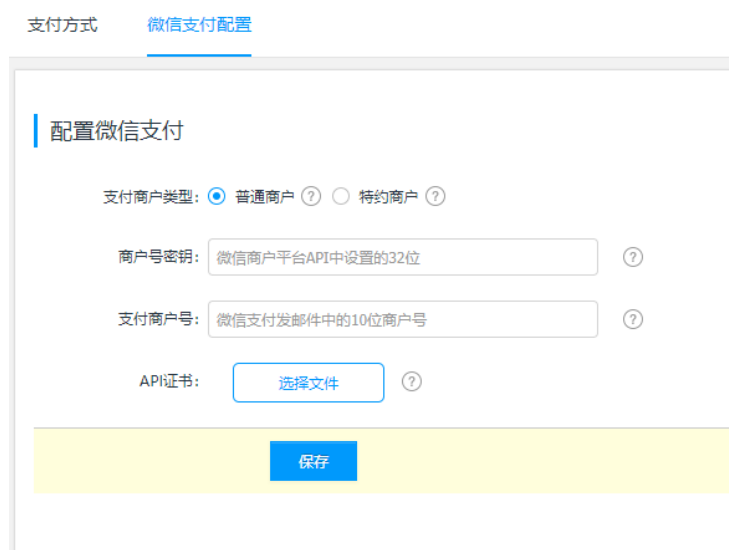 支付方式 微信支付配置
配置微信支付
支付商户类型: 普通商户 ? 特约商户 ?
商户号密钥: 微信商户平台API中设置的32位 ?
支付商户号: 微信支付发邮件中的10位商户号 ?
API证书: 选择文件 ?
保存